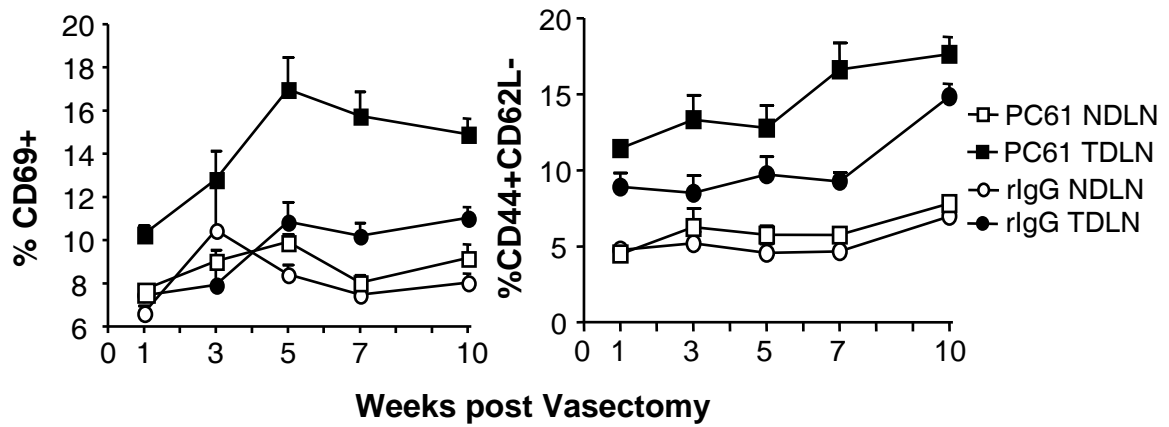 % CD69+
20
18
16
14
12
10
8
6
0 1 3 5 7 10
%CD44+CD62L-
20
15
10
5
0
0 1 3 5 7 10
PC61 NDLN
PC61 TDLN
rIgG NDLN
rIgG TDLN
Weeks post Vasectomy